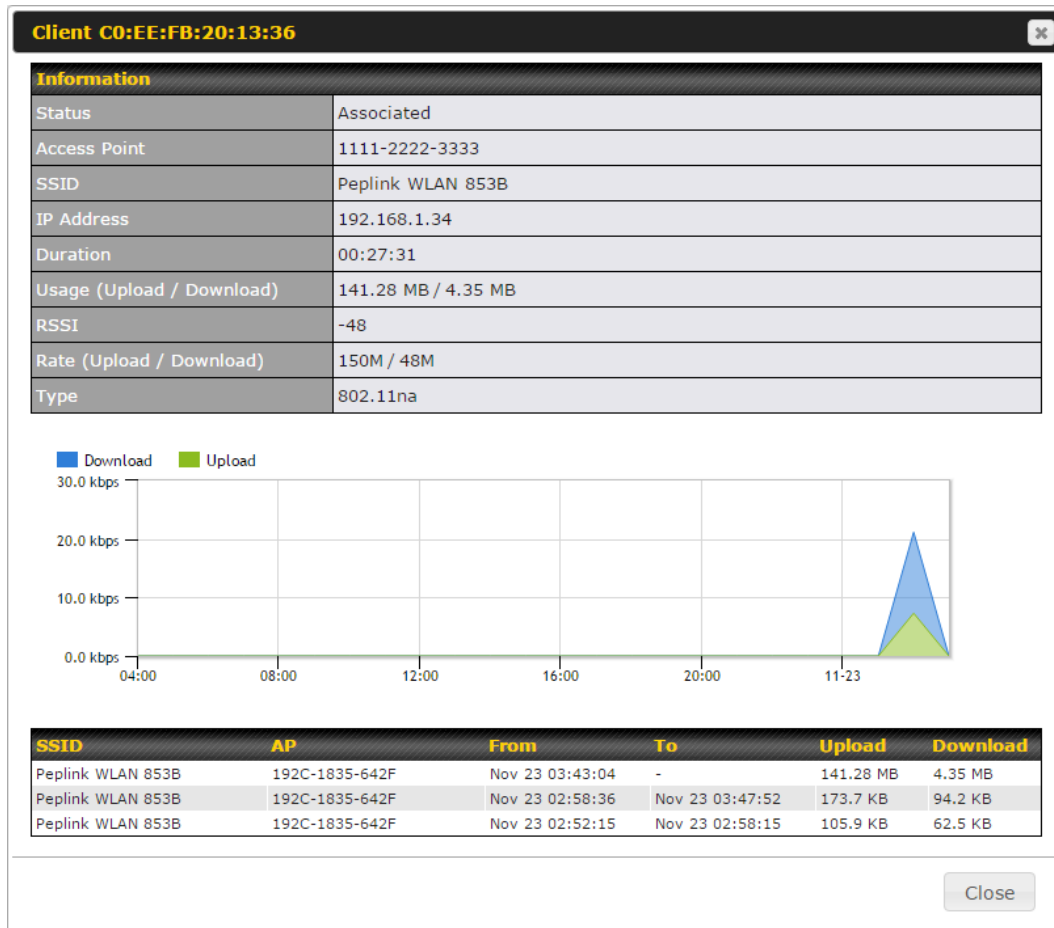 Client C0:EE:FB:20:13:36
Information
Status Associated
Access Point 1111-2222-3333
SSID Peplink WLAN 853B
IP Address 192.168.1.34
Duration 00:27:31
Usage (Upload / Download) 141.28 MB / 4.35 MB
RSSI -48
Rate (Upload / Download) 150M / 48M
Type 802.11na
Download Upload
30.0 kbps
20.0 kbps
10.0 kbps
0.0 kbps
04:00 08:00 12:00 16:00 20:00 11-23
SSID AP From To Upload Download
Peplink WLAN 853B 192C-1835-642F Nov 23 03:43:04 - 141.28 MB 4.35 MB
Peplink WLAN 853B 192C-1835-642F Nov 23 02:58:36 Nov 23 03:47:52 173.7 KB 94.2 KB
Peplink WLAN 853B 192C-1835-642F Nov 23 02:52:15 Nov 23 02:58:15 105.9 KB 62.5 KB
Close